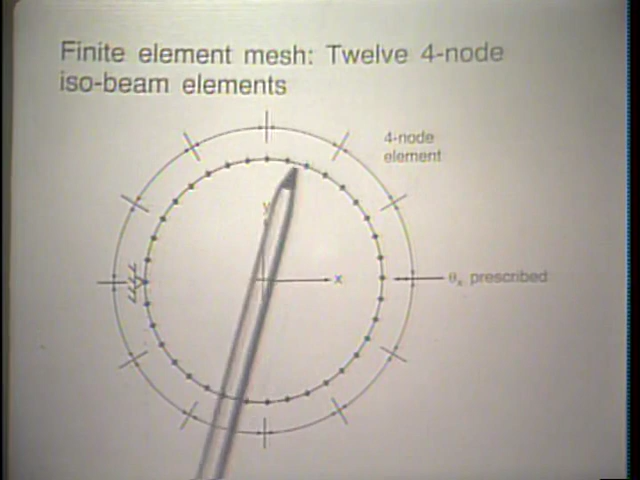 Finite element mesh: Twelve 4-node
iso-beam elements
4-node
element
y
x
θₓ prescribed